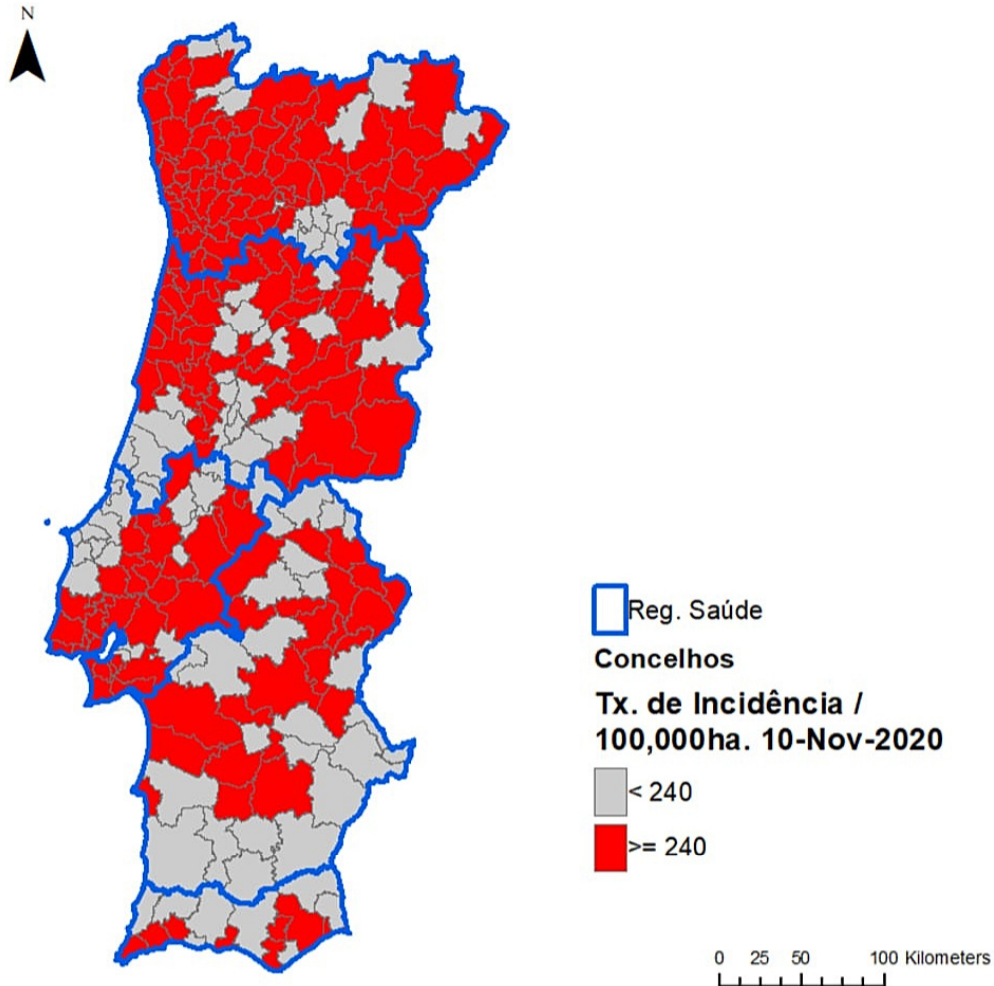 N
Reg. Saúde
Concelhos
Tx. de Incidência /
100,000ha. 10-Nov-2020
< 240
>= 240
0 25 50 100 Kilometers